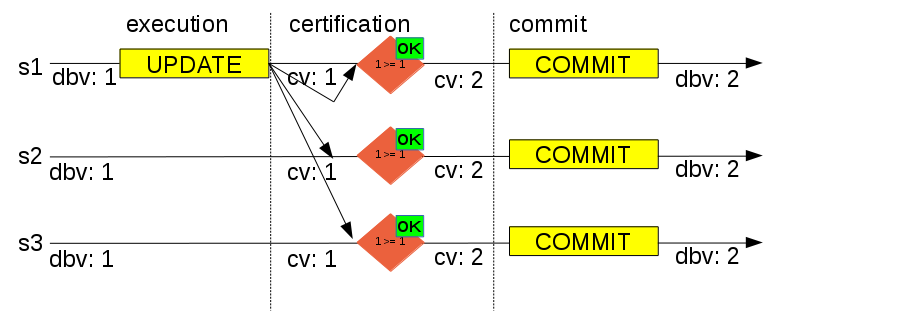 execution certification commit
s1 dbv: 1 UPDATE cv: 1 1 >= 1 OK cv: 2 COMMIT dbv: 2
s2 dbv: 1 cv: 1 1 >= 1 OK cv: 2 COMMIT dbv: 2
s3 dbv: 1 cv: 1 1 >= 1 OK cv: 2 COMMIT dbv: 2